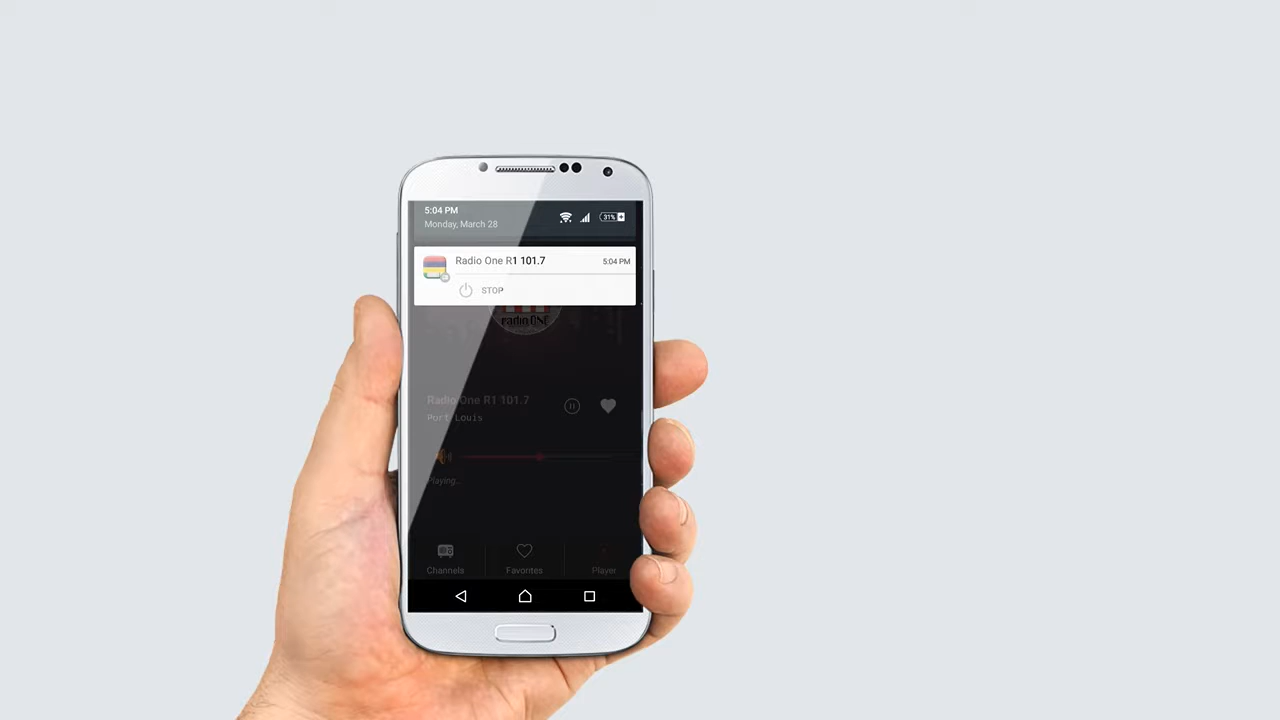 5:04 PM
Monday, March 28
31%
Radio One R1 101.7
5:04 PM
STOP
radio ONE
Radio One R1 101.7
Port Louis
Playing..
Channels
Favorites
Player